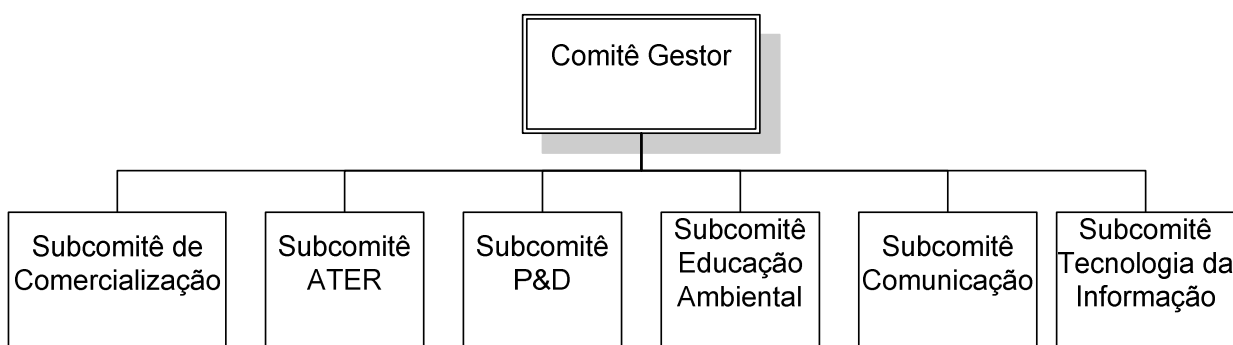 Comitê Gestor
Subcomitê de
Comercialização
Subcomitê
ATER
Subcomitê
P&D
Subcomitê
Educação
Ambiental
Subcomitê
Comunicação
Subcomitê
Tecnologia da
Informação